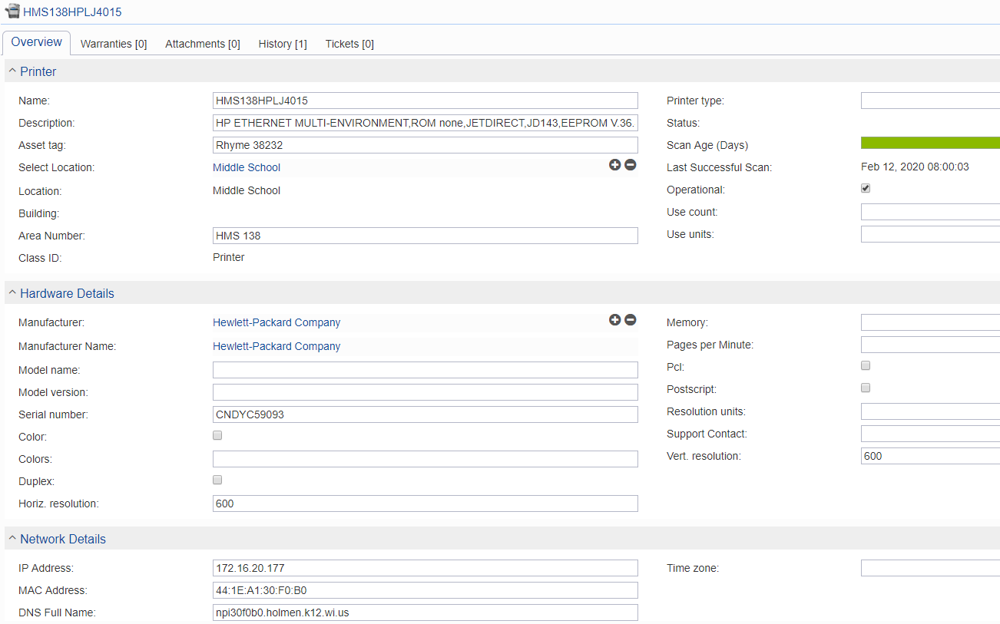 HMS138HPLJ4015
Overview Warranties [0] Attachments [0] History [1] Tickets [0]
Printer
Name: HMS138HPLJ4015 Printer type:
Description: HP ETHERNET MULTI-ENVIRONMENT,ROM none,JETDIRECT,JD143,EEPROM V.36. Status:
Asset tag: Rhyme 38232 Scan Age (Days)
Select Location: Middle School Last Successful Scan: Feb 12, 2020 08:00:03
Location: Middle School Operational:
Building: Use count:
Area Number: HMS 138 Use units:
Class ID: Printer
Hardware Details
Manufacturer: Hewlett-Packard Company Memory:
Manufacturer Name: Hewlett-Packard Company Pages per Minute:
Model name: Pcl:
Model version: Postscript:
Serial number: CNDYC59093 Resolution units:
Color: Support Contact:
Colors: Vert. resolution: 600
Duplex:
Horiz. resolution: 600
Network Details
IP Address: 172.16.20.177 Time zone:
MAC Address: 44:1E:A1:30:F0:B0
DNS Full Name: npi30f0b0.holmen.k12.wi.us